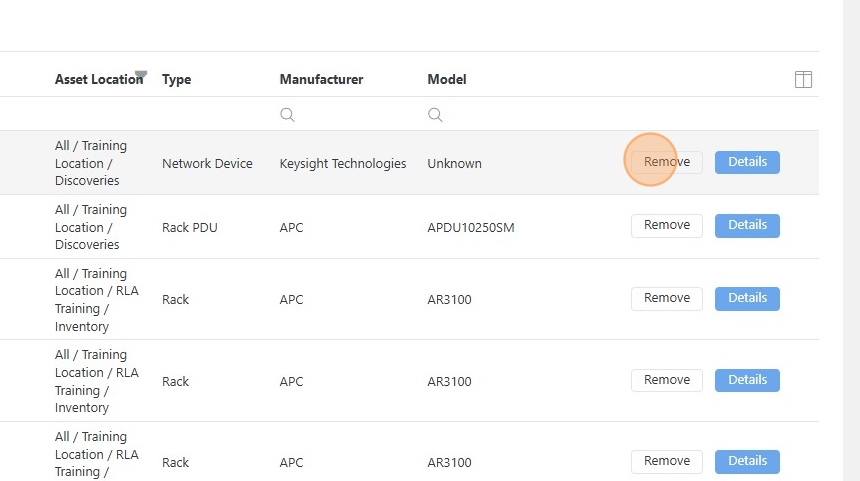 Asset Location Type Manufacturer Model
All / Training
Location /
Discoveries
Network Device Keysight Technologies Unknown Remove Details
All / Training
Location /
Discoveries
Rack PDU APC APDU10250SM Remove Details
All / Training
Location / RLA
Training /
Inventory
Rack APC AR3100 Remove Details
All / Training
Location / RLA
Training /
Inventory
Rack APC AR3100 Remove Details
All / Training
Location / RLA
Training /
Rack APC AR3100 Remove Details